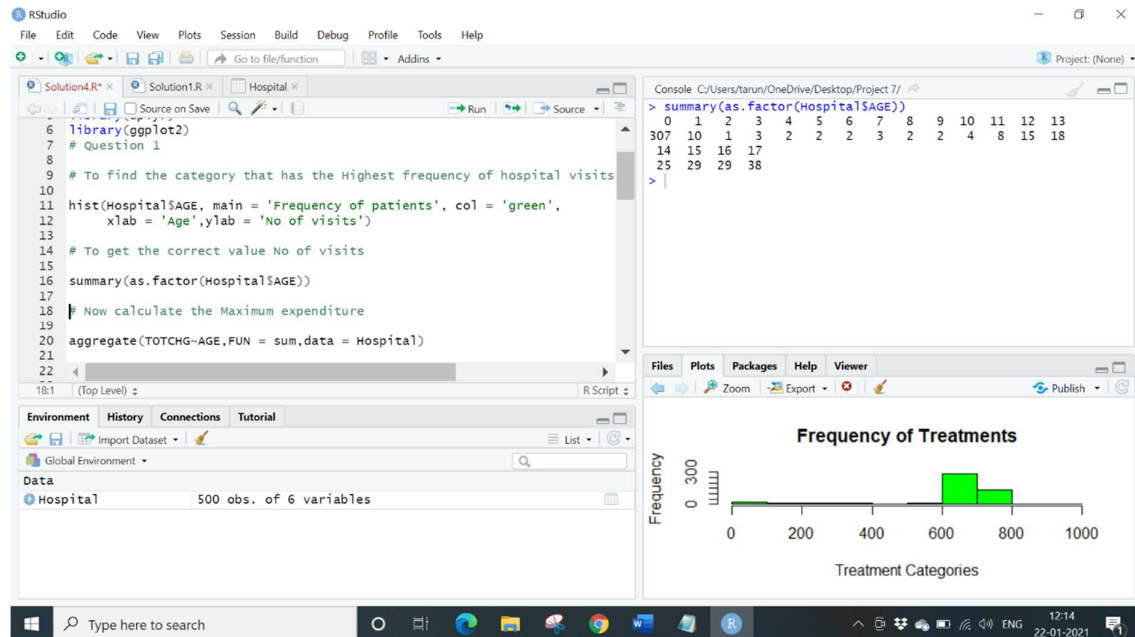 RStudio
File Edit Code View Plots Session Build Debug Profile Tools Help
Go to file/function Addins Project: (None)
Solution4.R* Solution1.R Hospital
Source on Save Run Source
6 library(ggplot2)
7 # Question 1
8
9 # To find the category that has the Highest frequency of hospital visits
10
11 hist(Hospital$AGE, main = 'Frequency of patients', col = 'green',
12 xlab = 'Age',ylab = 'No of visits')
13
14 # To get the correct value No of visits
15
16 summary(as.factor(Hospital$AGE))
17
18 # Now calculate the Maximum expenditure
19
20 aggregate(TOTCHG~AGE,FUN = sum,data = Hospital)
21
22
18:1 (Top Level) R Script
Environment History Connections Tutorial
Import Dataset List
Global Environment
Data
Hospital 500 obs. of 6 variables
Console C:/Users/tarun/OneDrive/Desktop/Project 7/
> summary(as.factor(Hospital$AGE))
0 1 2 3 4 5 6 7 8 9 10 11 12 13
307 10 1 3 2 2 2 3 2 2 4 8 15 18
14 15 16 17
25 29 29 38
>
Files Plots Packages Help Viewer
Zoom Export Publish
Frequency of Treatments
Frequency
300
0
0 200 400 600 800 1000
Treatment Categories
Type here to search
ENG
12:14
22-01-2021